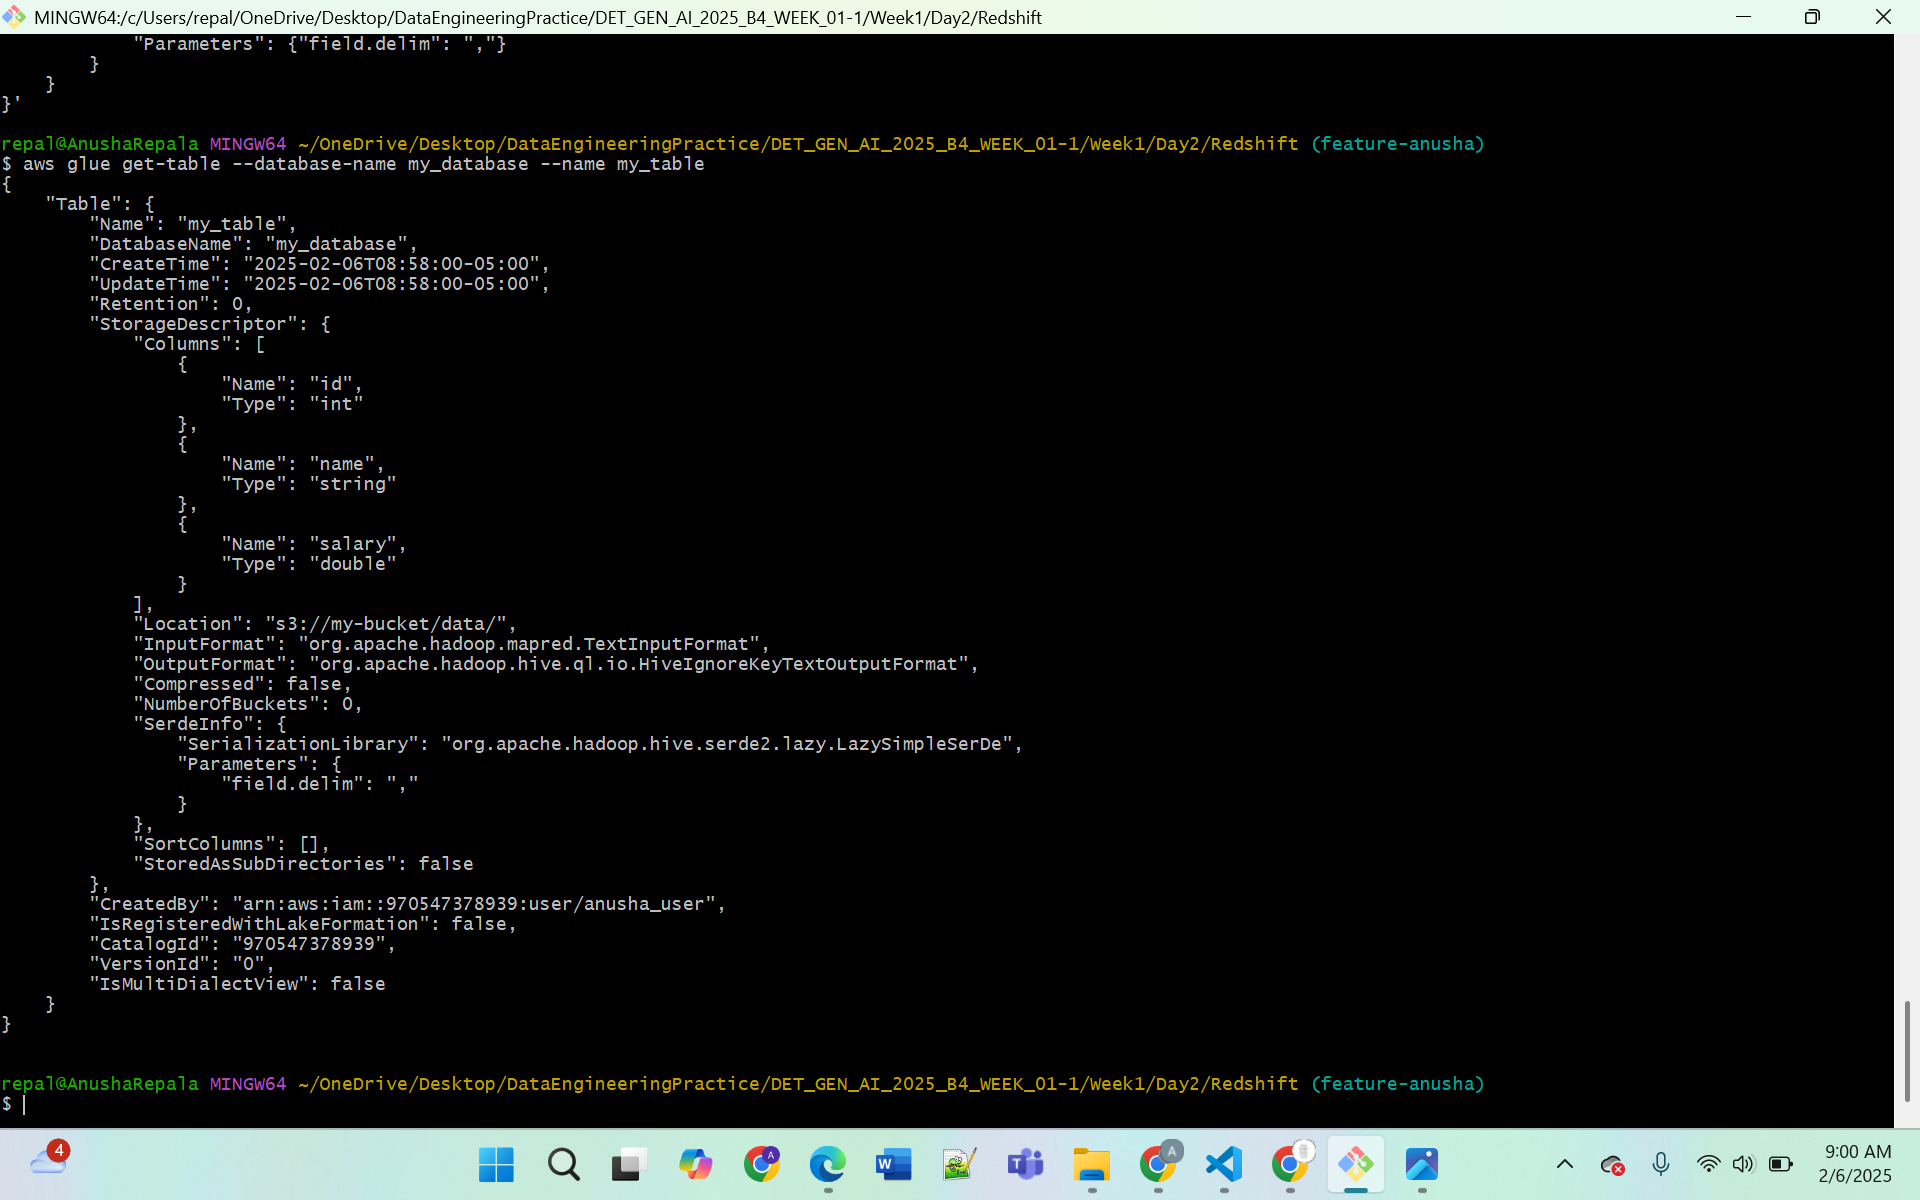 MINGW64:/c/Users/repal/OneDrive/Desktop/DataEngineeringPractice/DET_GEN_AI_2025_B4_WEEK_01-1/Week1/Day2/Redshift
            "Parameters": {"field.delim": ","}
        }
    }
}'
repal@AnushaRepala MINGW64 ~/OneDrive/Desktop/DataEngineeringPractice/DET_GEN_AI_2025_B4_WEEK_01-1/Week1/Day2/Redshift (feature-anusha)
$ aws glue get-table --database-name my_database --name my_table
{
    "Table": {
        "Name": "my_table",
        "DatabaseName": "my_database",
        "CreateTime": "2025-02-06T08:58:00-05:00",
        "UpdateTime": "2025-02-06T08:58:00-05:00",
        "Retention": 0,
        "StorageDescriptor": {
            "Columns": [
                {
                    "Name": "id",
                    "Type": "int"
                },
                {
                    "Name": "name",
                    "Type": "string"
                },
                {
                    "Name": "salary",
                    "Type": "double"
                }
            ],
            "Location": "s3://my-bucket/data/",
            "InputFormat": "org.apache.hadoop.mapred.TextInputFormat",
            "OutputFormat": "org.apache.hadoop.hive.ql.io.HiveIgnoreKeyTextOutputFormat",
            "Compressed": false,
            "NumberOfBuckets": 0,
            "SerdeInfo": {
                "SerializationLibrary": "org.apache.hadoop.hive.serde2.lazy.LazySimpleSerDe",
                "Parameters": {
                    "field.delim": ","
                }
            },
            "SortColumns": [],
            "StoredAsSubDirectories": false
        },
        "CreatedBy": "arn:aws:iam::970547378939:user/anusha_user",
        "IsRegisteredWithLakeFormation": false,
        "CatalogId": "970547378939",
        "VersionId": "0",
        "IsMultiDialectView": false
    }
}
repal@AnushaRepala MINGW64 ~/OneDrive/Desktop/DataEngineeringPractice/DET_GEN_AI_2025_B4_WEEK_01-1/Week1/Day2/Redshift (feature-anusha)
$
4
9:00 AM
2/6/2025